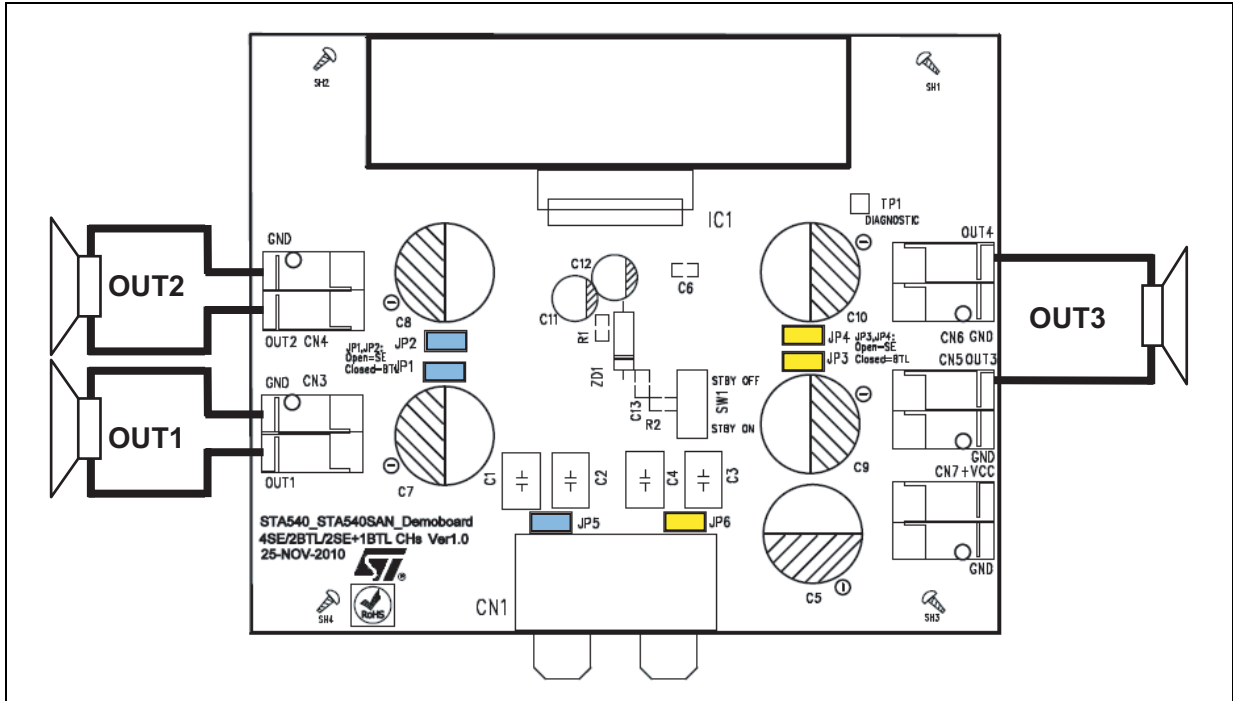 SH2
SH1
IC1
TP1
DIAGNOSTIC
OUT4
GND
OUT2
C8
C12
C11
C6
C10
R1
OUT2 CN4
JP2
JP1,JP2:
Open=SE
Closed=BTL
JP1
JP4
JP3,JP4:
Open=SE
Closed=BTL
JP3
CN6 GND
CN5 OUT3
OUT3
GND CN3
ZD1
C13
R2
SW1
STBY OFF
STBY ON
OUT1
OUT1
C7
C9
GND
CN7 +VCC
C1
C2
C4
C3
JP5
JP6
STA540_STA540SAN_Demoboard
4SE/2BTL/2SE+1BTL CHs Ver1.0
25-NOV-2010
ST®
RoHS
SH4
CN1
C5
GND
SH3